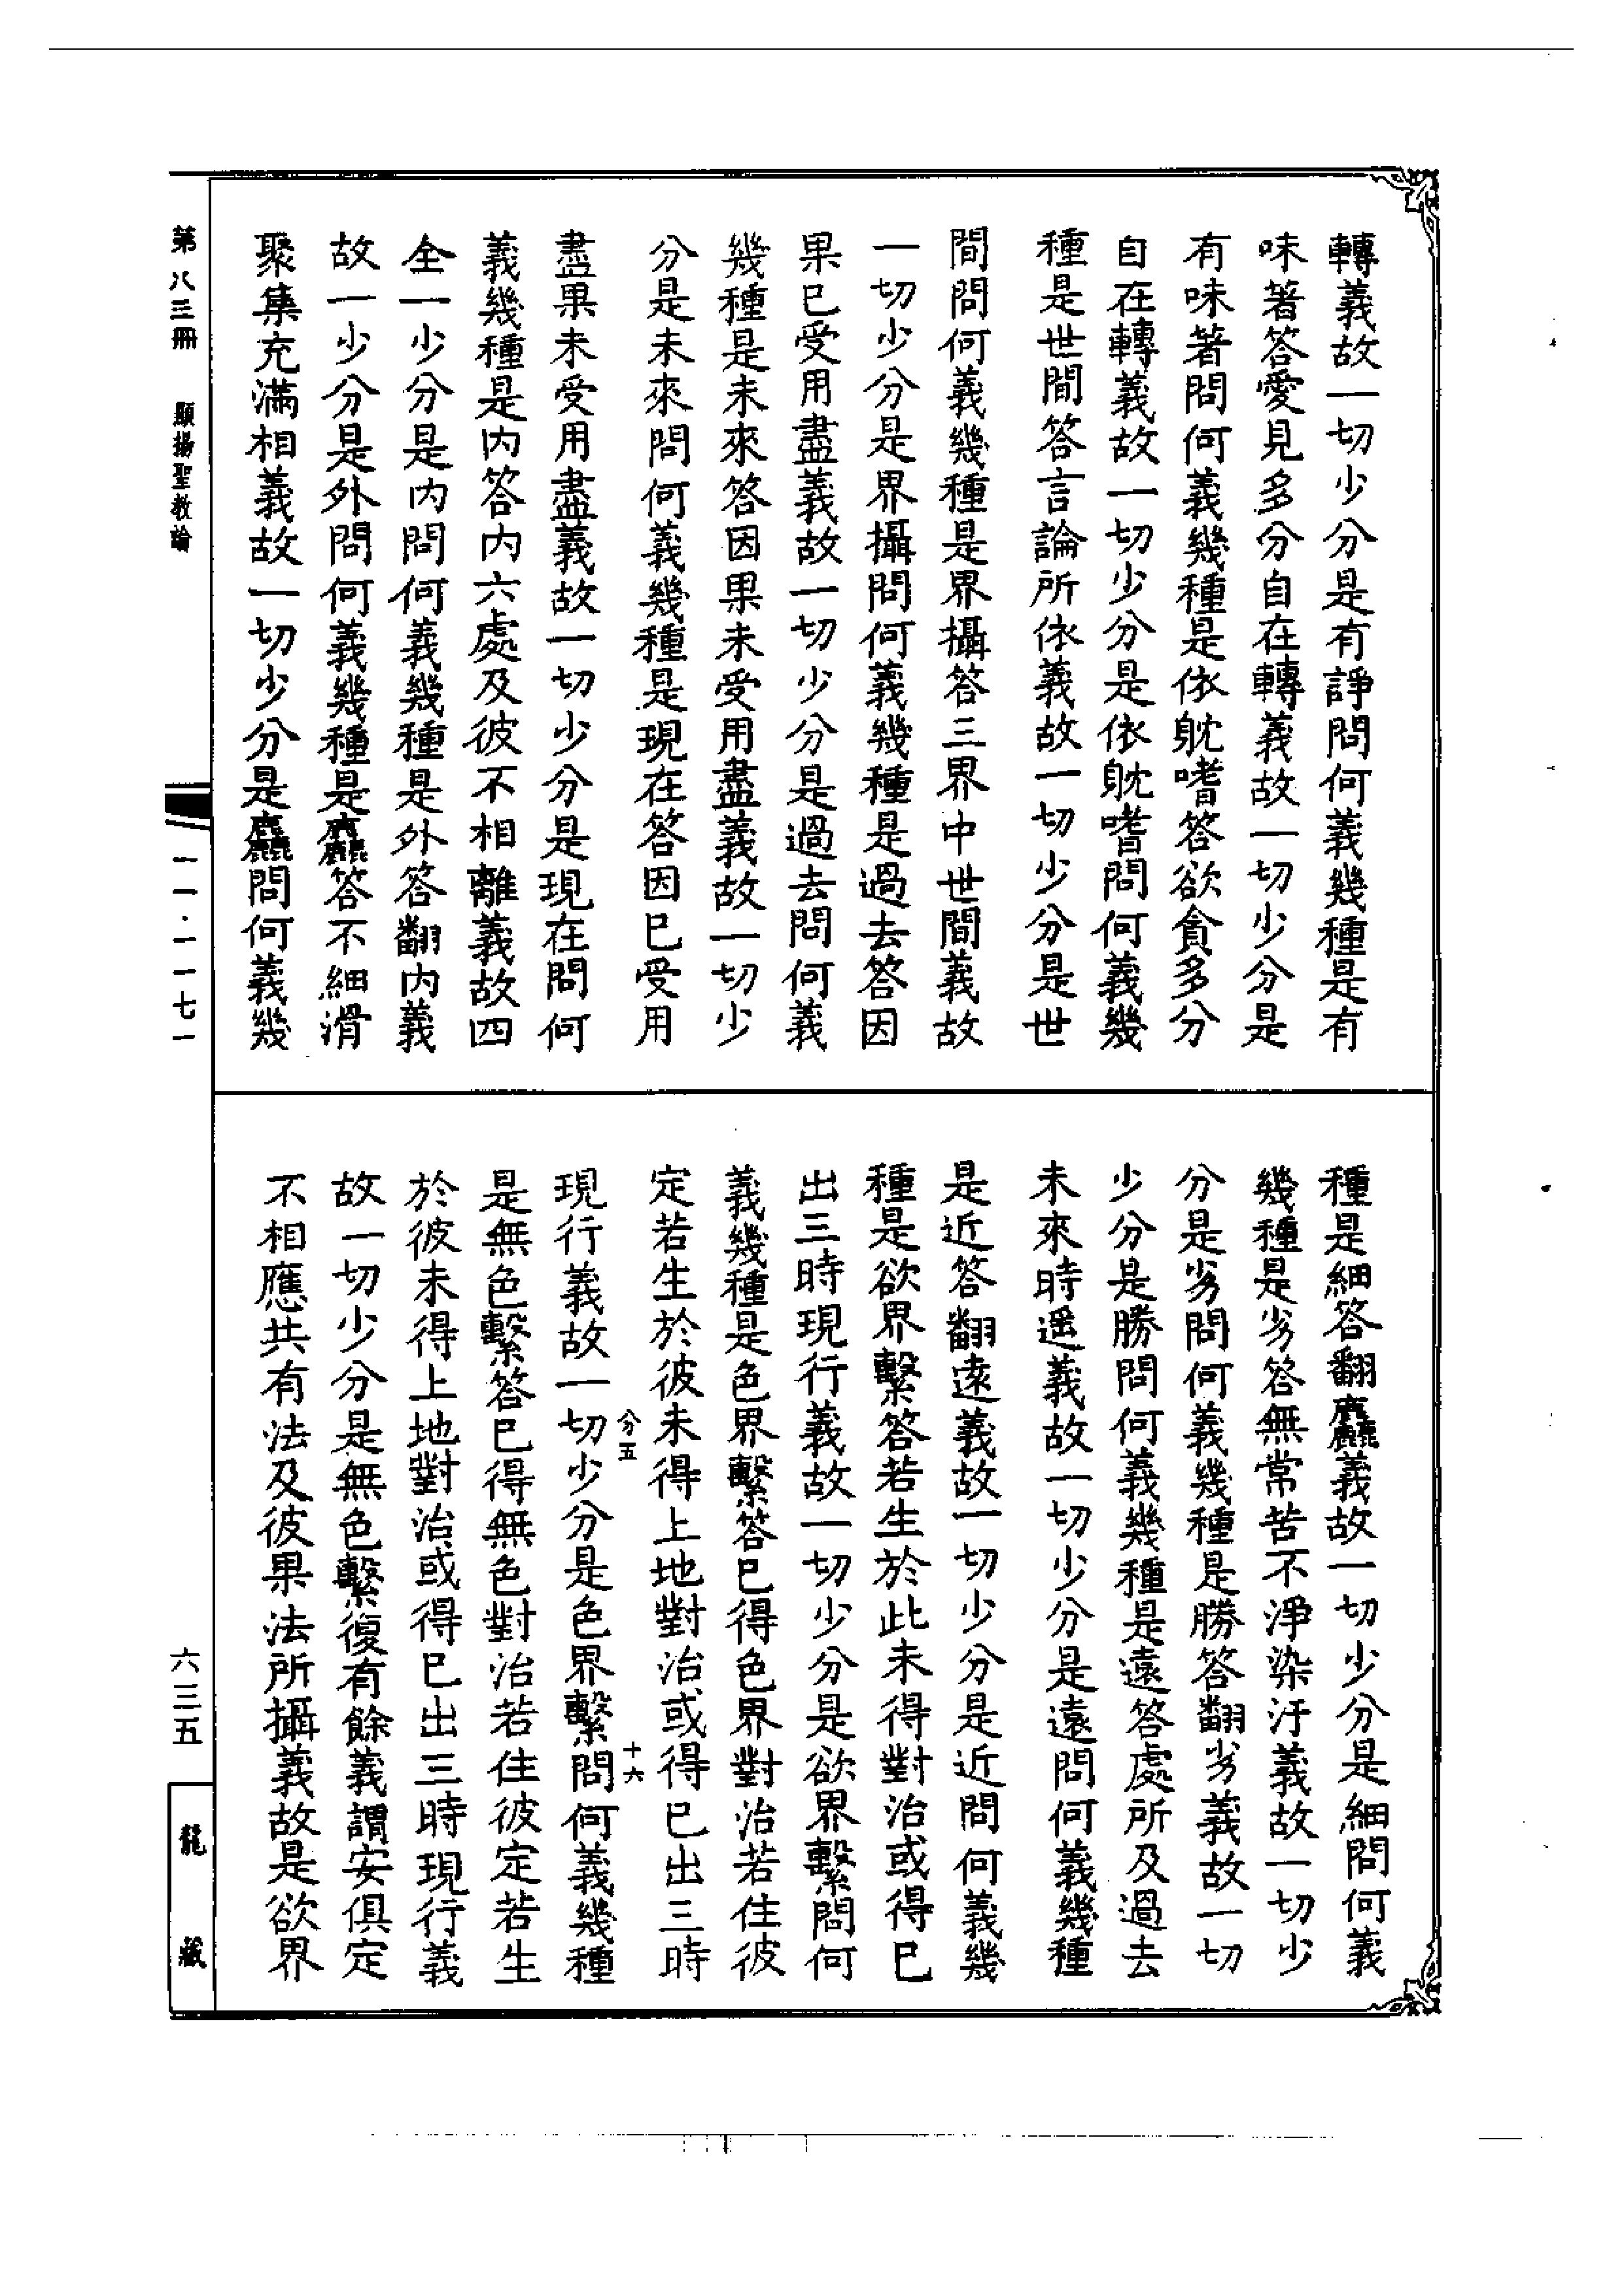 轉義故一切少分是有諍問何義幾種是有
味著答愛見多分自在轉義故一切少分是
有味著問何義幾種是依躭嗜答欲貪多分
自在轉義故一切少分是依躭嗜問何義幾
種是世間答言論所依義故一切少分是世
間問何義幾種是界攝答三界中世間義故
一切少分是界攝問何義幾種是過去答因
果已受用盡義故一切少分是過去問何義
幾種是未來答因果未受用盡義故一切少
分是未來問何義幾種是現在答因已受用
盡果未受用盡義故一切少分是現在問何
義幾種是内答内六處及彼不相離義故四
全一少分是内問何義幾種是外答翻内義
故一少分是外問何義幾種是麤答不細滑
聚集充滿相義故一切少分是麤問何義幾
種是細答翻麤義故一切少分是細問何義
幾種是劣答無常苦不淨染汙義故一切少
分是劣問何義幾種是勝答翻劣義故一切
少分是勝問何義幾種是遠答處所及過去
未來時遥義故一切少分是遠問何義幾種
是近答翻遠義故一切少分是近問何義幾
種是欲界繫答若生於此未得對治或得已
出三時現行義故一切少分是欲界繫問何
義幾種是色界繫答已得色界對治若住彼
定若生於彼未得上地對治或得已出三時
現行義故一切少分是色界繫問何義幾種
分五
十六
是無色繫答已得無色對治若住彼定若生
於彼未得上地對治或得已出三時現行義
故一切少分是無色繫復有餘義謂安俱定
不相應共有法及彼果法所攝義故是欲界
第八三冊 顯揚聖教論
一一·一一七一
六三五
龍藏